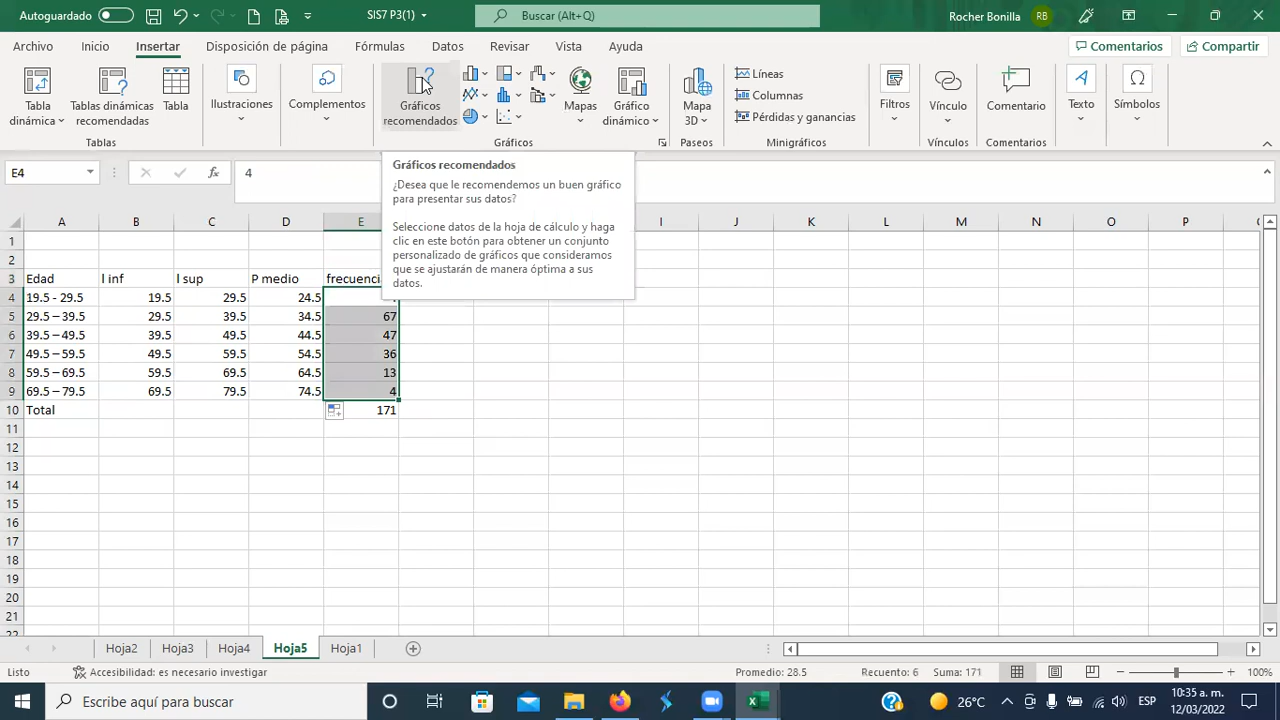 Autoguardado
SIS7 P3(1)
Buscar (Alt+Q)
Rocher Bonilla
RB
Archivo
Inicio
Insertar
Disposición de página
Fórmulas
Datos
Revisar
Vista
Ayuda
Comentarios
Compartir
Tabla
dinámica
Tablas dinámicas
recomendadas
Tabla
Ilustraciones
Complementos
Gráficos
recomendados
Mapas
Gráfico
dinámico
Mapa
3D
Líneas
Columnas
Pérdidas y ganancias
Filtros
Vínculo
Comentario
Texto
Símbolos
Tablas
Gráficos
Paseos
Minigráficos
Vínculos
Comentarios
E4
fx
4
Gráficos recomendados
¿Desea que le recomendemos un buen gráfico
para presentar sus datos?
Seleccione datos de la hoja de cálculo y haga
clic en este botón para obtener un conjunto
personalizado de gráficos que consideramos
que se ajustarán de manera óptima a sus
datos.
A B C D E I J K L M N O P
1
2
3 Edad l inf l sup P medio frecuenci
4 19.5 - 29.5 19.5 29.5 24.5
5 29.5 – 39.5 29.5 39.5 34.5 67
6 39.5 – 49.5 39.5 49.5 44.5 47
7 49.5 – 59.5 49.5 59.5 54.5 36
8 59.5 – 69.5 59.5 69.5 64.5 13
9 69.5 – 79.5 69.5 79.5 74.5 4
10 Total 171
11
12
13
14
15
16
17
18
19
20
21
22
Hoja2 Hoja3 Hoja4 Hoja5 Hoja1
Listo
Accesibilidad: es necesario investigar
Promedio: 28.5
Recuento: 6
Suma: 171
100%
Escribe aquí para buscar
26°C
ESP
10:35 a. m.
12/03/2022